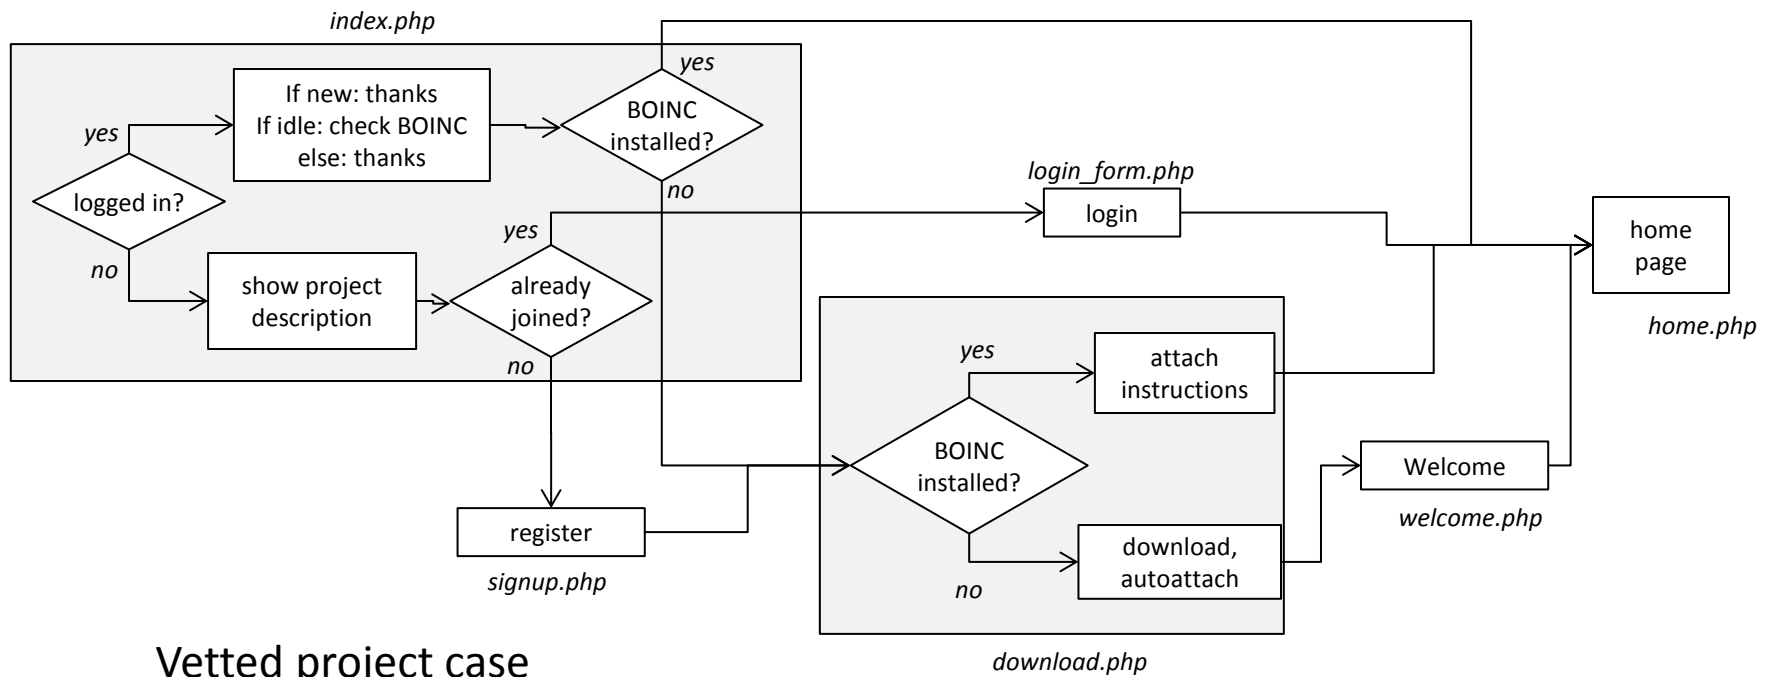 index.php
yes
If new: thanks
If idle: check BOINC
else: thanks
BOINC
installed?
yes
logged in?
no
no
login_form.php
login
yes
show project
description
already
joined?
no
home
page
home.php
yes
attach
instructions
BOINC
installed?
Welcome
welcome.php
register
signup.php
no
download,
autoattach
download.php
Vetted project case